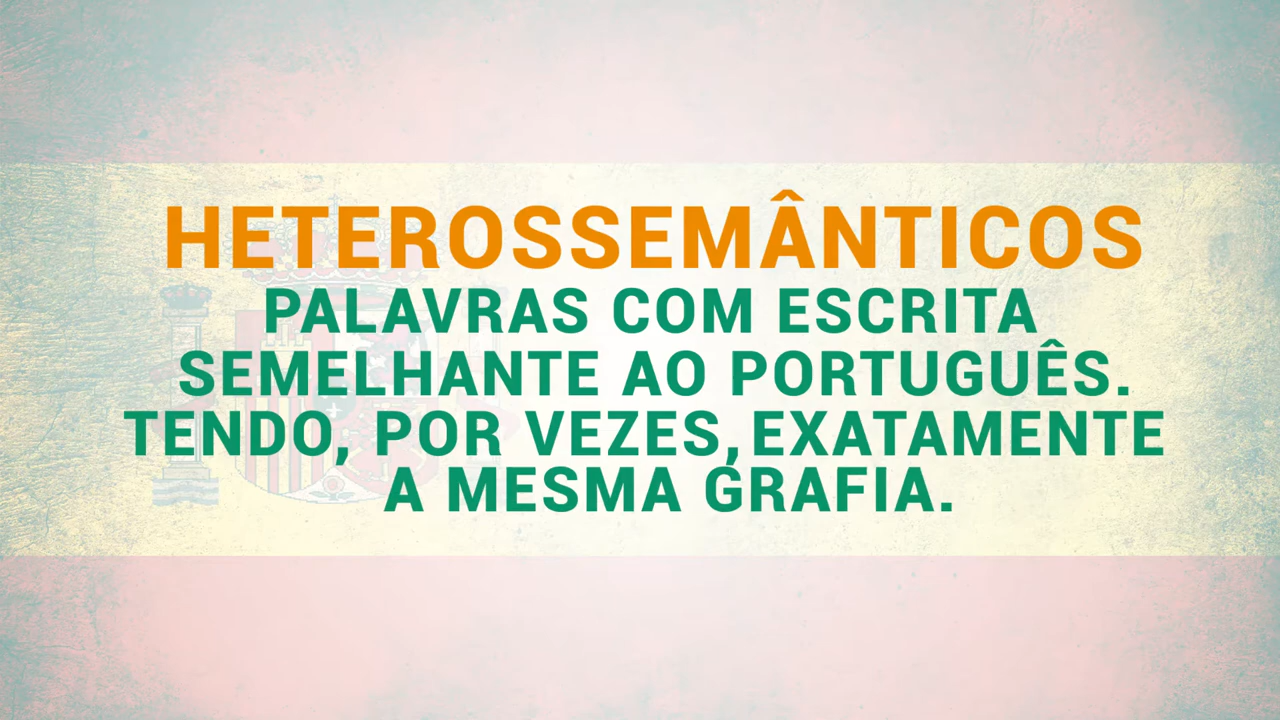 HETEROSSEMÂNTICOS
PALAVRAS COM ESCRITA
SEMELHANTE AO PORTUGUÊS.
TENDO, POR VEZES, EXATAMENTE
A MESMA GRAFIA.